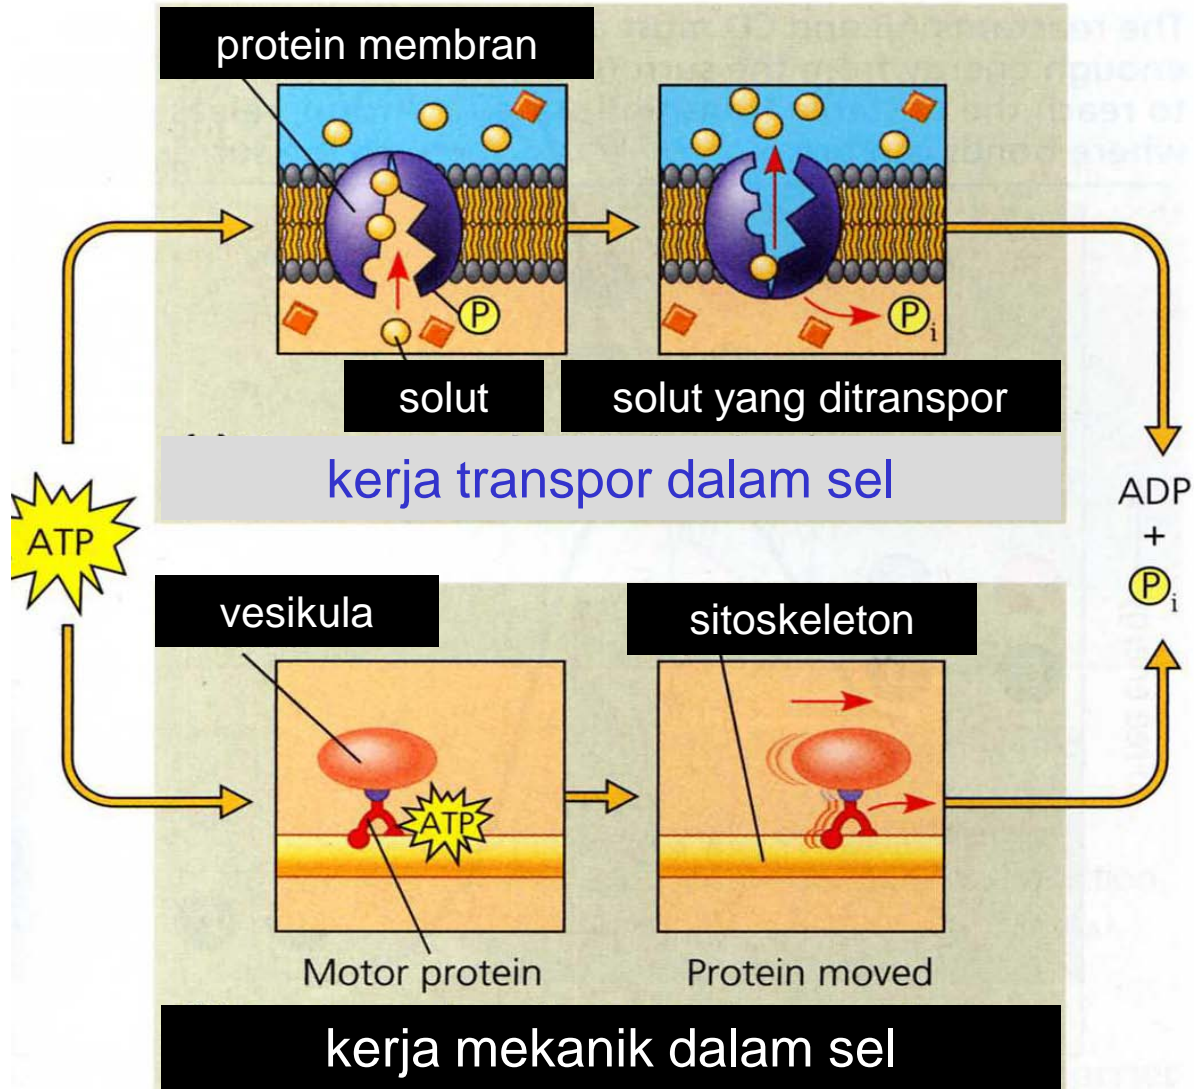 protein membran
P
P i
solut
solut yang ditranspor
kerja transpor dalam sel
ATP
ADP
+
P i
vesikula
sitoskeleton
ATP
Motor protein
Protein moved
kerja mekanik dalam sel